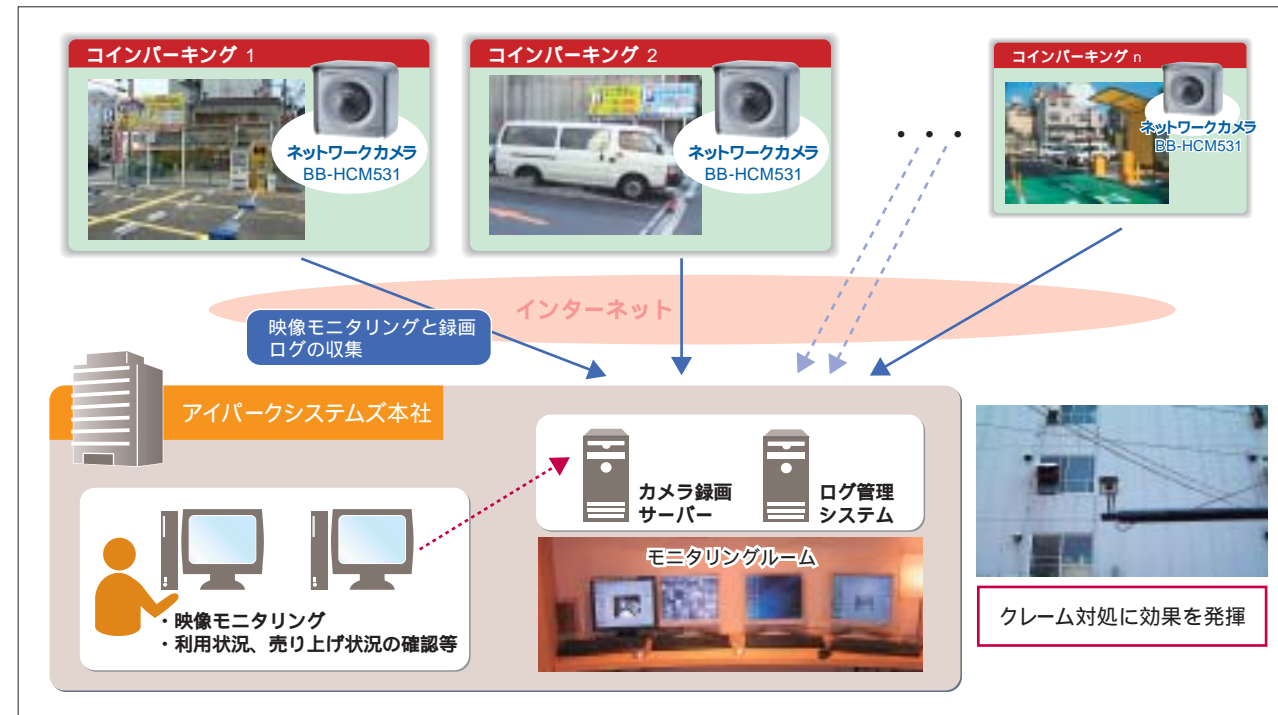 コインパーキング 1
コインパーキング 2
コインパーキング n
ネットワークカメラ
BB-HCM531
ネットワークカメラ
BB-HCM531
ネットワークカメラ
BB-HCM531
・・・
インターネット
映像モニタリングと録画
ログの収集
アイパークシステムズ本社
カメラ録画
サーバー
ログ管理
システム
モニタリングルーム
・映像モニタリング
・利用状況、売り上げ状況の確認等
クレーム対処に効果を発揮